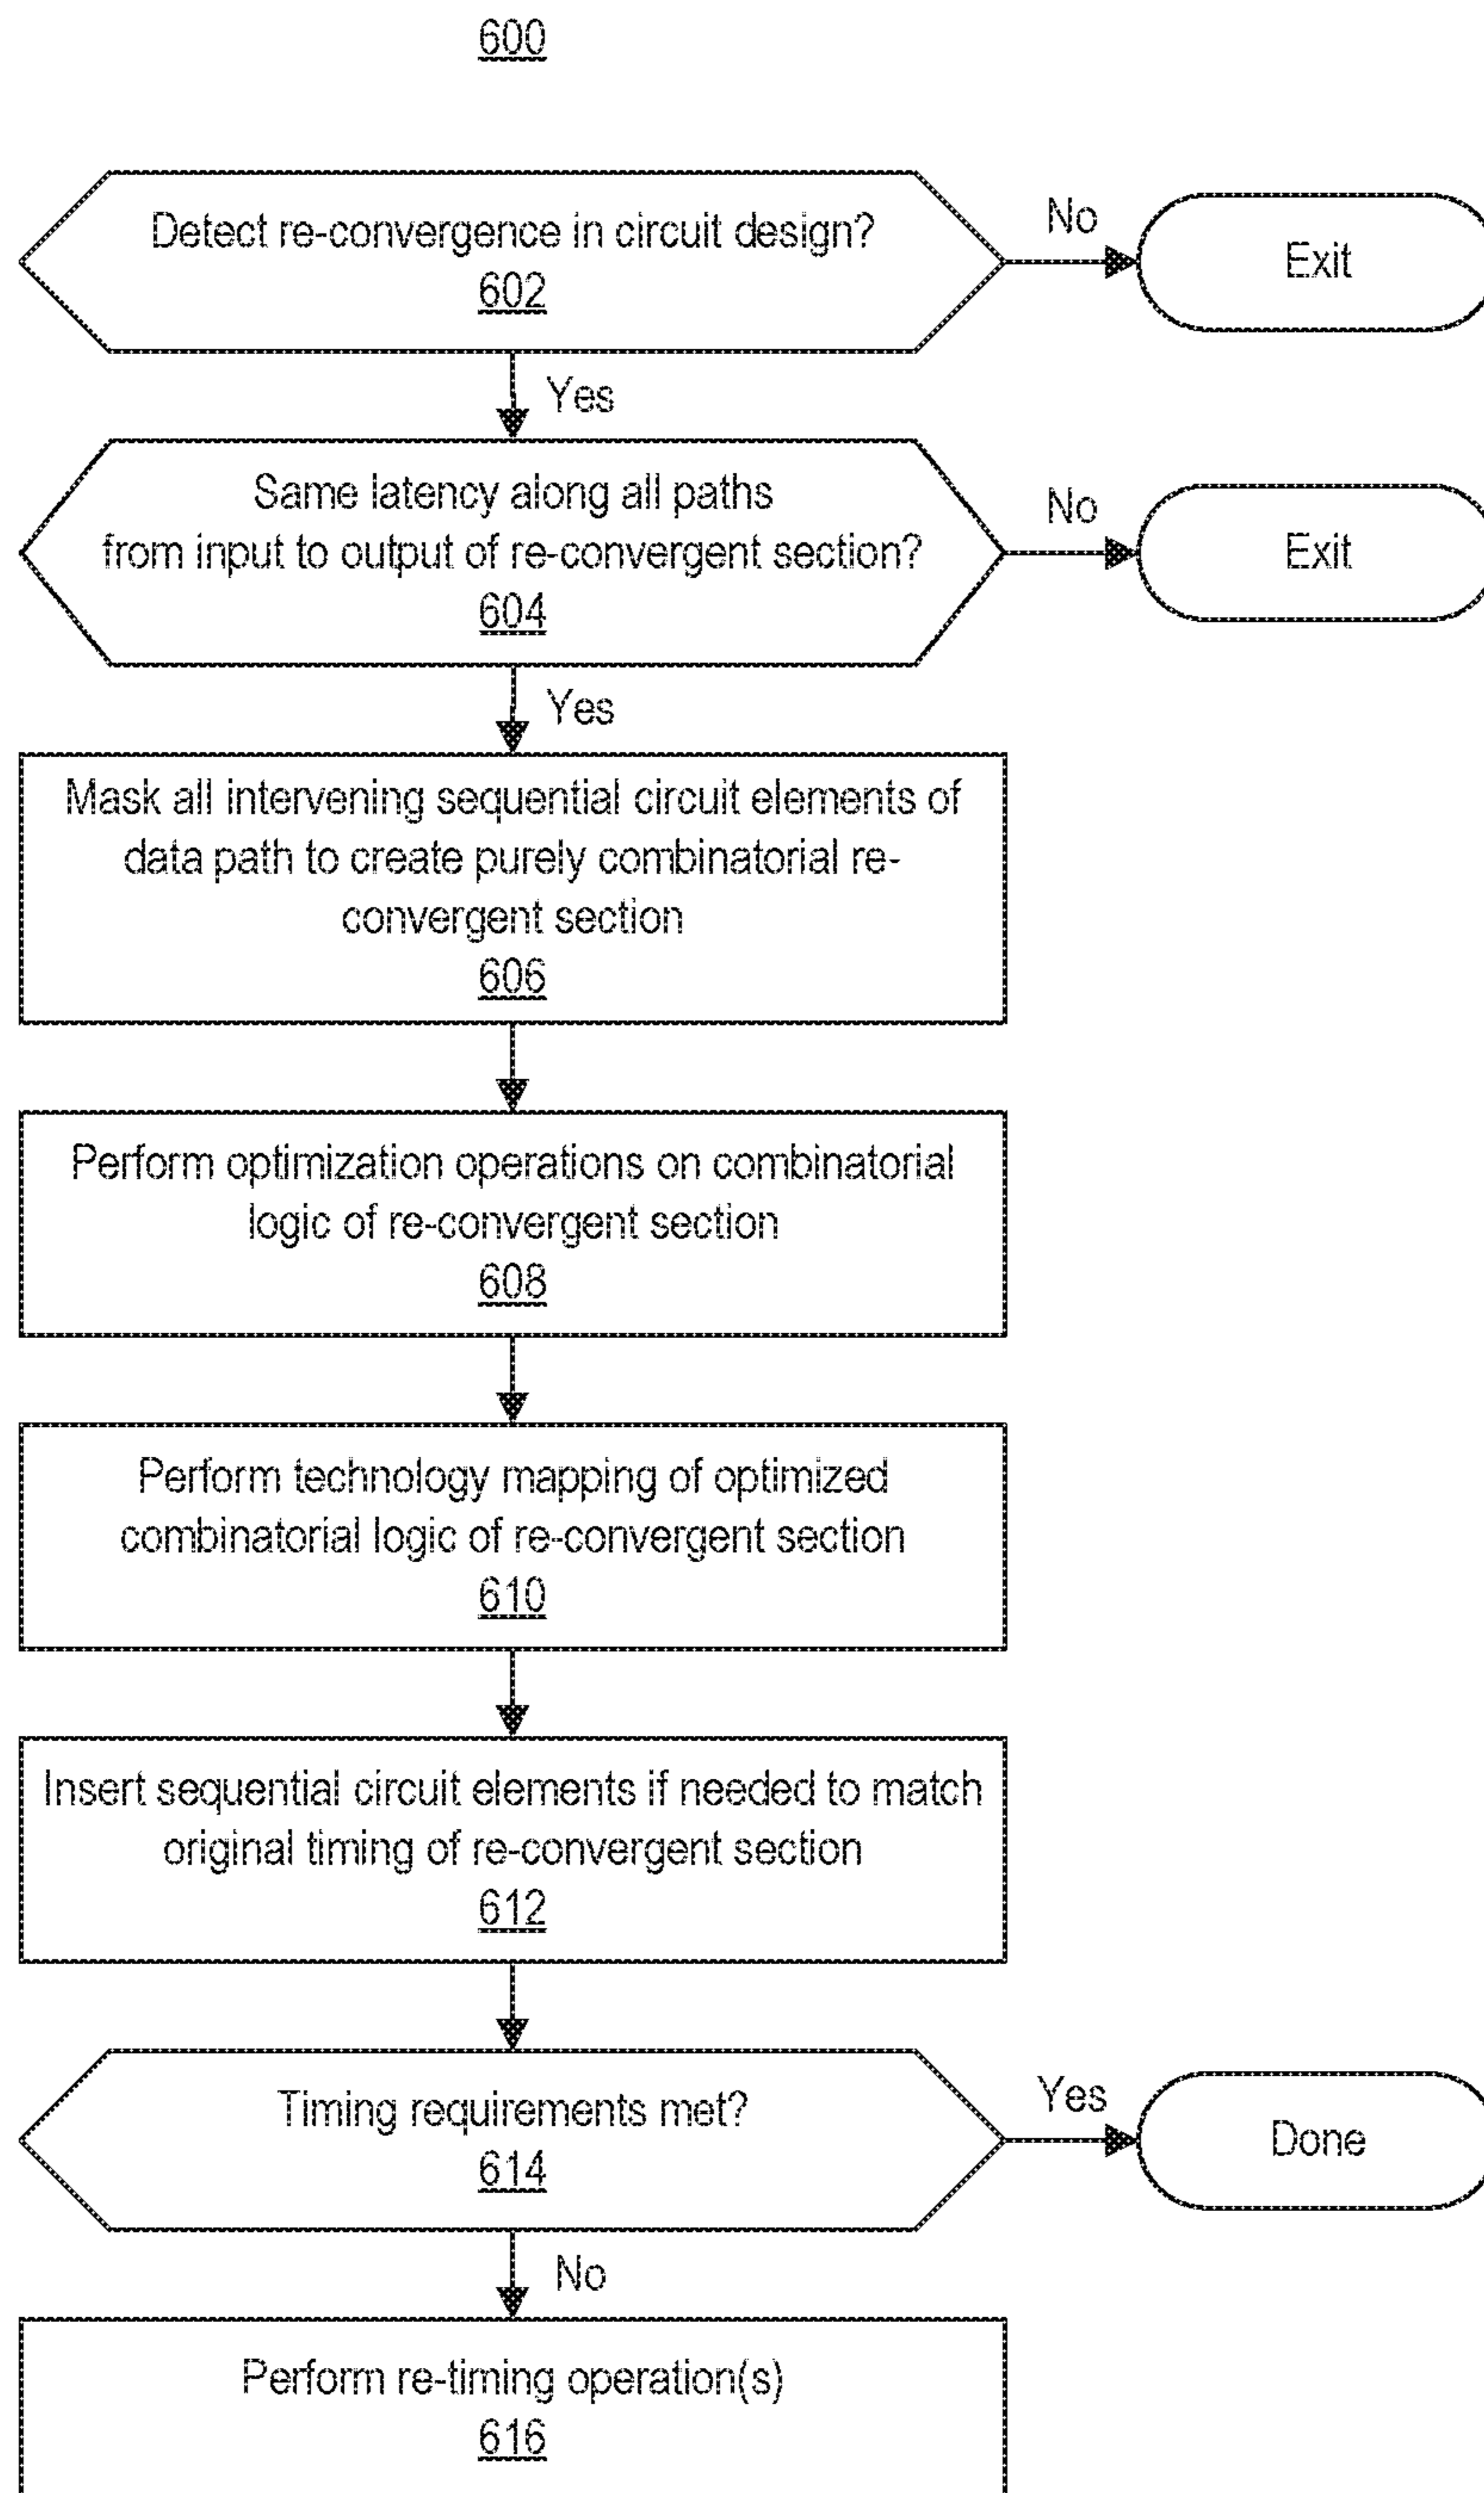 600
Detect re-convergence in circuit design?
602
No
Exit
Yes
Same latency along all paths
from input to output of re-convergent section?
604
No
Exit
Yes
Mask all intervening sequential circuit elements of
data path to create purely combinatorial re-
convergent section
606
Perform optimization operations on combinatorial
logic of re-convergent section
608
Perform technology mapping of optimized
combinatorial logic of re-convergent section
610
Insert sequential circuit elements if needed to match
original timing of re-convergent section
612
Timing requirements met?
614
Yes
Done
No
Perform re-timing operation(s)
616